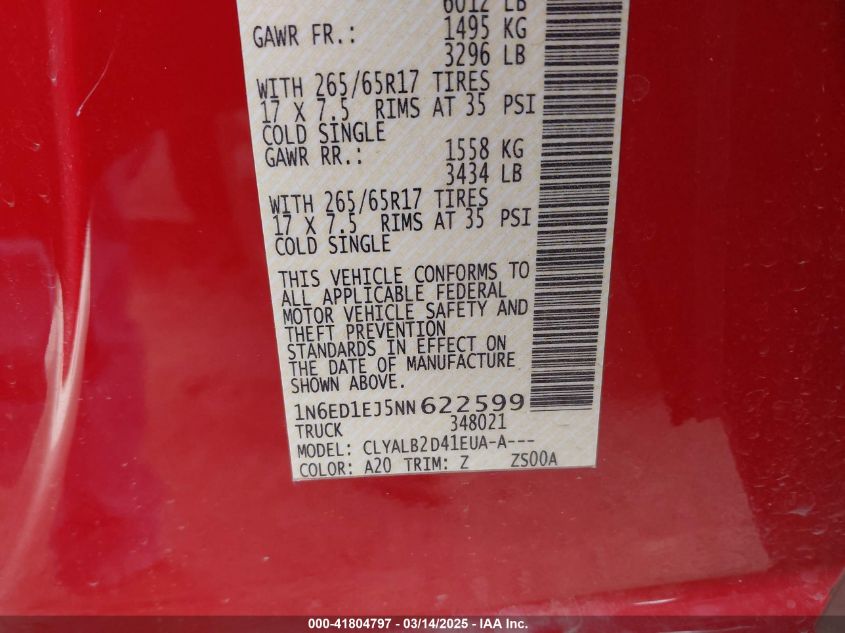 6012 LB
GAWR FR.: 1495 KG
3296 LB
WITH 265/65R17 TIRES
17 X 7.5 RIMS AT 35 PSI
COLD SINGLE
GAWR RR.: 1558 KG
3434 LB
WITH 265/65R17 TIRES
17 X 7.5 RIMS AT 35 PSI
COLD SINGLE
THIS VEHICLE CONFORMS TO
ALL APPLICABLE FEDERAL
MOTOR VEHICLE SAFETY AND
THEFT PREVENTION
STANDARDS IN EFFECT ON
THE DATE OF MANUFACTURE
SHOWN ABOVE.
1N6ED1EJ5NN622599
TRUCK 348021
MODEL: CLYALB2D41EUA-A---
COLOR: A20 TRIM: Z ZS00A
000-41804797 — 03/14/2025 — IAA Inc.